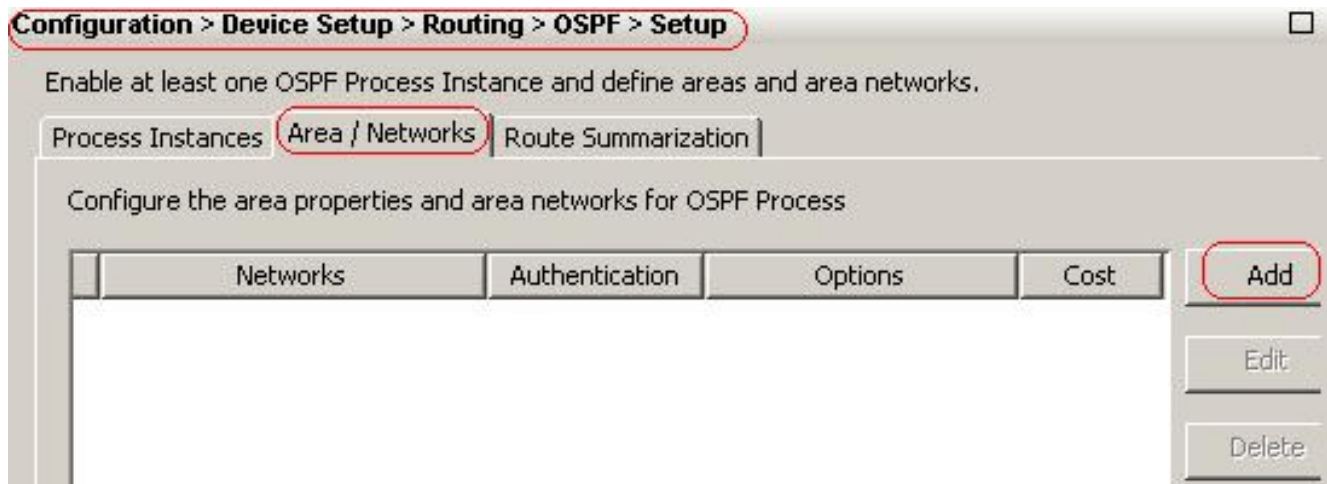 Configuration > Device Setup > Routing > OSPF > Setup
Enable at least one OSPF Process Instance and define areas and area networks.
Process Instances Area / Networks Route Summarization
Configure the area properties and area networks for OSPF Process
Networks Authentication Options Cost Add
Edit
Delete